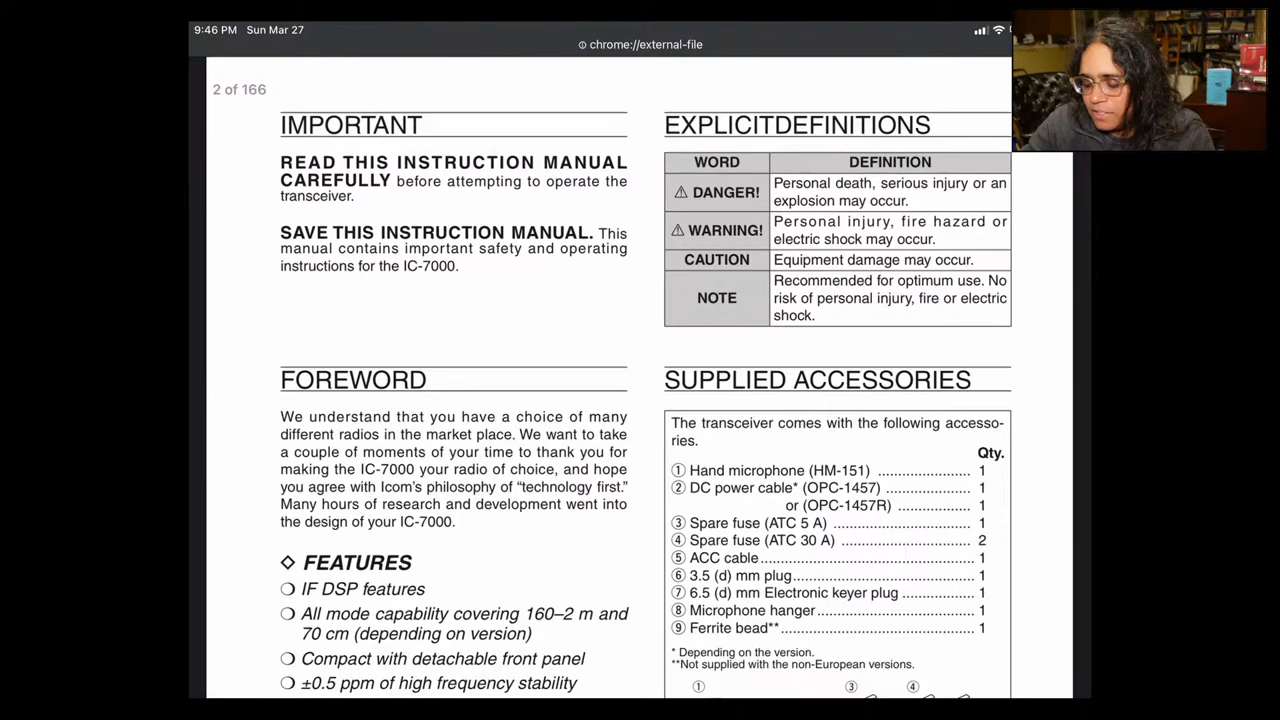 9:46 PM Sun Mar 27
chrome://external-file
2 of 166
IMPORTANT
READ THIS INSTRUCTION MANUAL
CAREFULLY before attempting to operate the
transceiver.
SAVE THIS INSTRUCTION MANUAL. This
manual contains important safety and operating
instructions for the IC-7000.
EXPLICITDEFINITIONS
WORD DEFINITION
⚠ DANGER! Personal death, serious injury or an
explosion may occur.
⚠ WARNING! Personal injury, fire hazard or
electric shock may occur.
CAUTION Equipment damage may occur.
NOTE Recommended for optimum use. No
risk of personal injury, fire or electric
shock.
FOREWORD
We understand that you have a choice of many
different radios in the market place. We want to take
a couple of moments of your time to thank you for
making the IC-7000 your radio of choice, and hope
you agree with Icom's philosophy of “technology first.”
Many hours of research and development went into
the design of your IC-7000.
◇ FEATURES
❍ IF DSP features
❍ All mode capability covering 160–2 m and
70 cm (depending on version)
❍ Compact with detachable front panel
❍ ±0.5 ppm of high frequency stability
SUPPLIED ACCESSORIES
The transceiver comes with the following accesso-
ries.
Qty.
① Hand microphone (HM-151) ....................... 1
② DC power cable* (OPC-1457) ..................... 1
or (OPC-1457R) .................. 1
③ Spare fuse (ATC 5 A) ................................. 1
④ Spare fuse (ATC 30 A) ............................... 2
⑤ ACC cable................................................... 1
⑥ 3.5 (d) mm plug........................................... 1
⑦ 6.5 (d) mm Electronic keyer plug ................. 1
⑧ Microphone hanger...................................... 1
⑨ Ferrite bead**.............................................. 1
* Depending on the version.
**Not supplied with the non-European versions.
① ③ ④